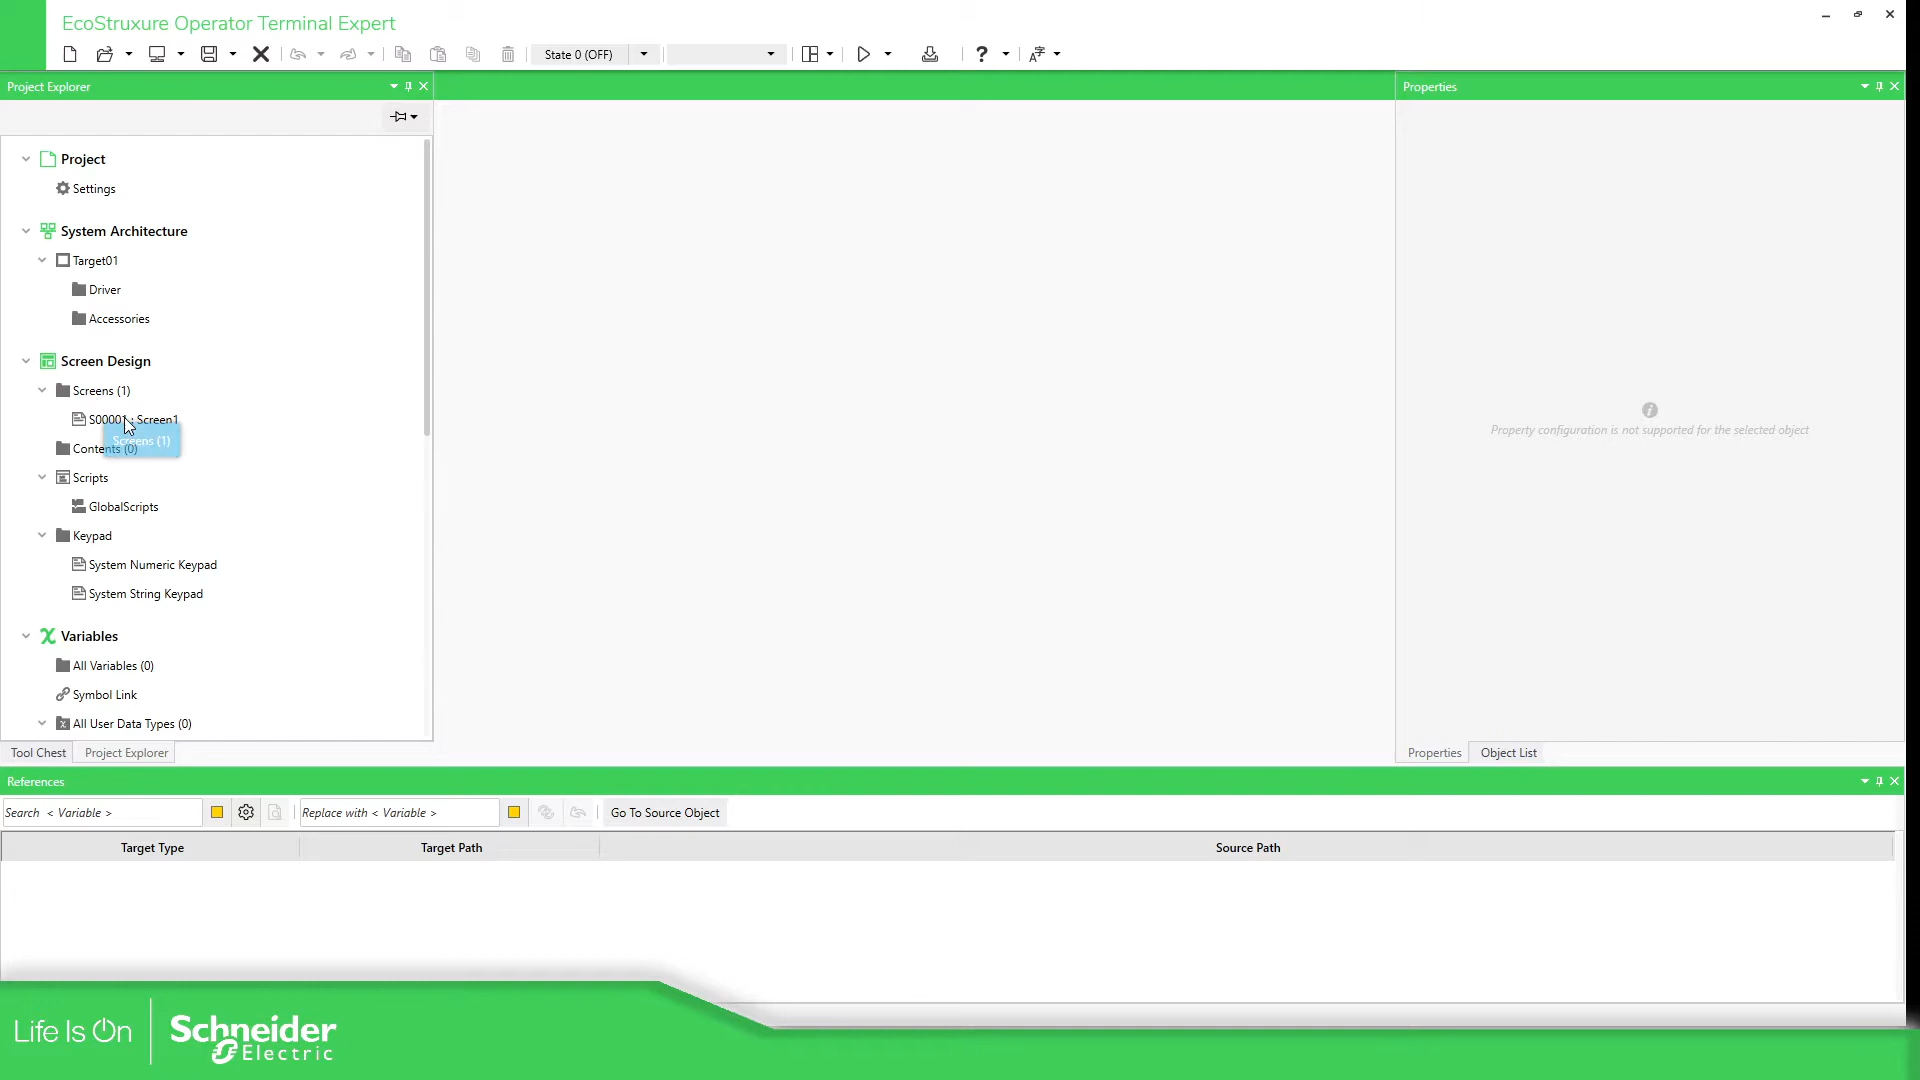 EcoStruxure Operator Terminal Expert
State 0 (OFF)
Project Explorer
Properties
Project
Settings
System Architecture
Target01
Driver
Accessories
Screen Design
Screens (1)
S00001 : Screen1
Screens (1)
Contents (0)
Scripts
GlobalScripts
Keypad
System Numeric Keypad
System String Keypad
Variables
All Variables (0)
Symbol Link
All User Data Types (0)
Property configuration is not supported for the selected object
Tool Chest
Project Explorer
Properties
Object List
References
Search < Variable >
Replace with < Variable >
Go To Source Object
Target Type
Target Path
Source Path
Life Is On
Schneider
Electric